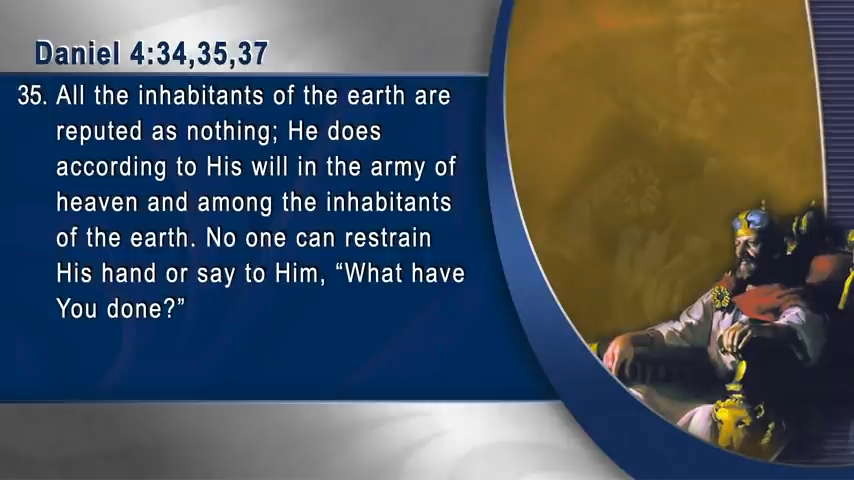 Daniel 4:34,35,37
35. All the inhabitants of the earth are
reputed as nothing; He does
according to His will in the army of
heaven and among the inhabitants
of the earth. No one can restrain
His hand or say to Him, “What have
You done?”